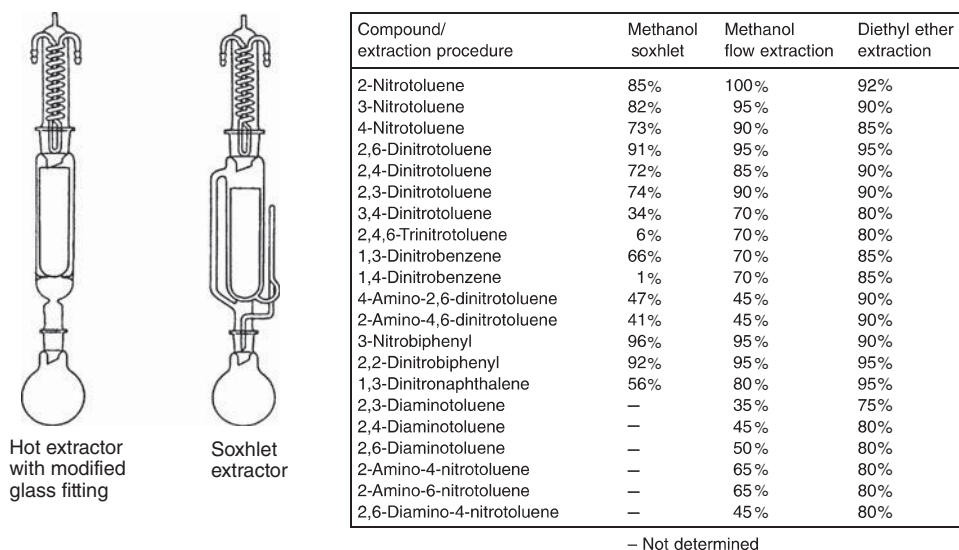 Hot extractor
with modified
glass fitting
Soxhlet
extractor
Compound/ Methanol Methanol Diethyl ether
extraction procedure soxhlet flow extraction extraction
2-Nitrotoluene 85% 100% 92%
3-Nitrotoluene 82% 95% 90%
4-Nitrotoluene 73% 90% 85%
2,6-Dinitrotoluene 91% 95% 95%
2,4-Dinitrotoluene 72% 85% 90%
2,3-Dinitrotoluene 74% 90% 90%
3,4-Dinitrotoluene 34% 70% 80%
2,4,6-Trinitrotoluene 6% 70% 80%
1,3-Dinitrobenzene 66% 70% 85%
1,4-Dinitrobenzene 1% 70% 85%
4-Amino-2,6-dinitrotoluene 47% 45% 90%
2-Amino-4,6-dinitrotoluene 41% 45% 90%
3-Nitrobiphenyl 96% 95% 90%
2,2-Dinitrobiphenyl 92% 95% 95%
1,3-Dinitronaphthalene 56% 80% 95%
2,3-Diaminotoluene – 35% 75%
2,4-Diaminotoluene – 45% 80%
2,6-Diaminotoluene – 50% 80%
2-Amino-4-nitrotoluene – 65% 80%
2-Amino-6-nitrotoluene – 65% 80%
2,6-Diamino-4-nitrotoluene – 45% 80%
– Not determined